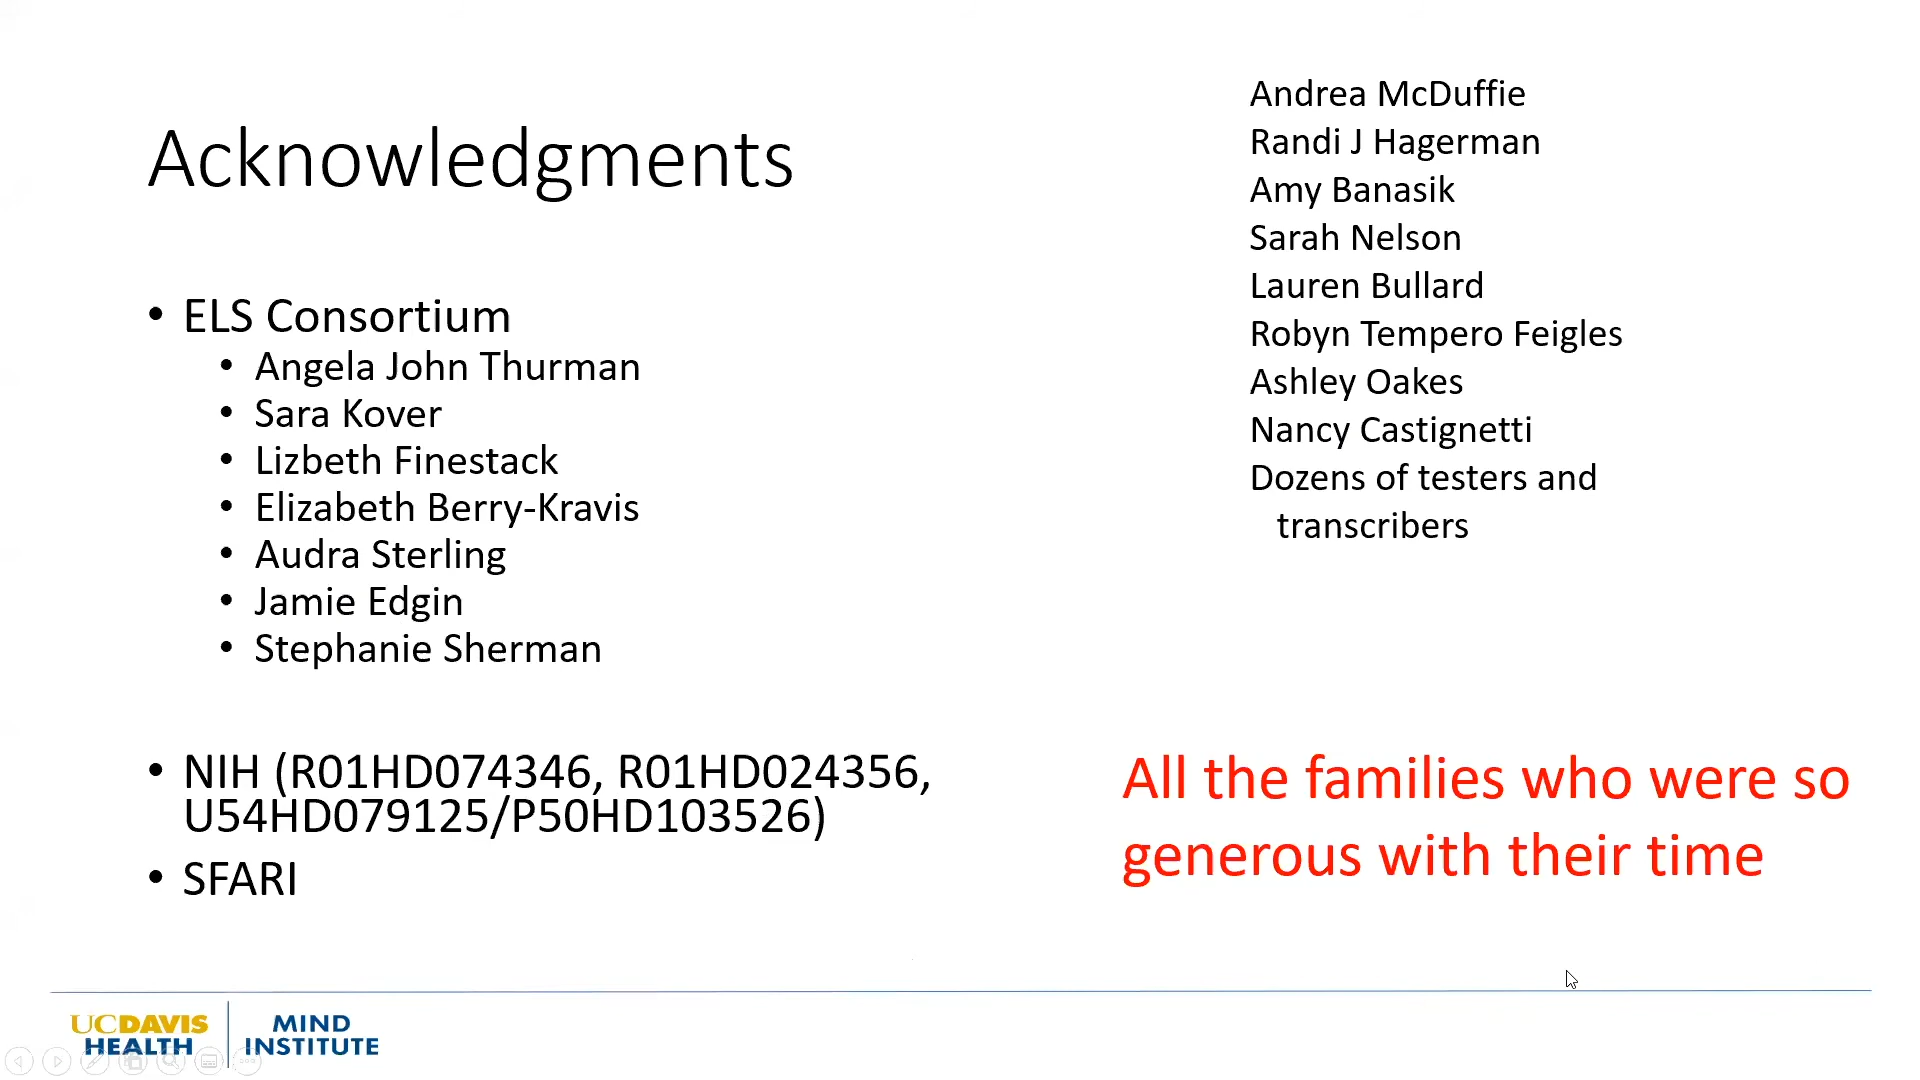 Acknowledgments
• ELS Consortium
• Angela John Thurman
• Sara Kover
• Lizbeth Finestack
• Elizabeth Berry-Kravis
• Audra Sterling
• Jamie Edgin
• Stephanie Sherman
• NIH (R01HD074346, R01HD024356,
U54HD079125/P50HD103526)
• SFARI
Andrea McDuffie
Randi J Hagerman
Amy Banasik
Sarah Nelson
Lauren Bullard
Robyn Tempero Feigles
Ashley Oakes
Nancy Castignetti
Dozens of testers and
transcribers
All the families who were so
generous with their time
UCDAVIS
HEALTH
MIND
INSTITUTE